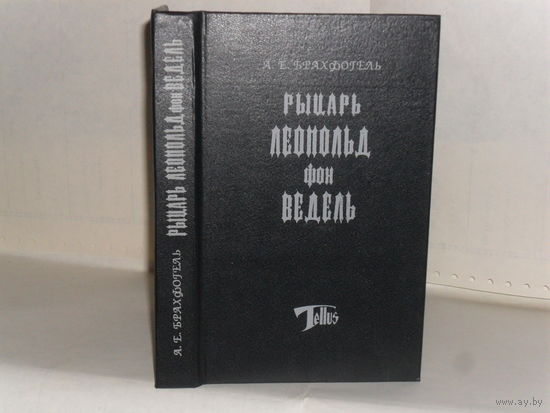 А. Е. БРАХФОГЕЛЬ
РЫЦАРЬ
ЛЕОПОЛЬД
фон
ВЕДЕЛЬ
Tellus
А. Е. БРАХФОГЕЛЬ РЫЦАРЬ ЛЕОПОЛЬД фон ВЕДЕЛЬ
© www.ay.by